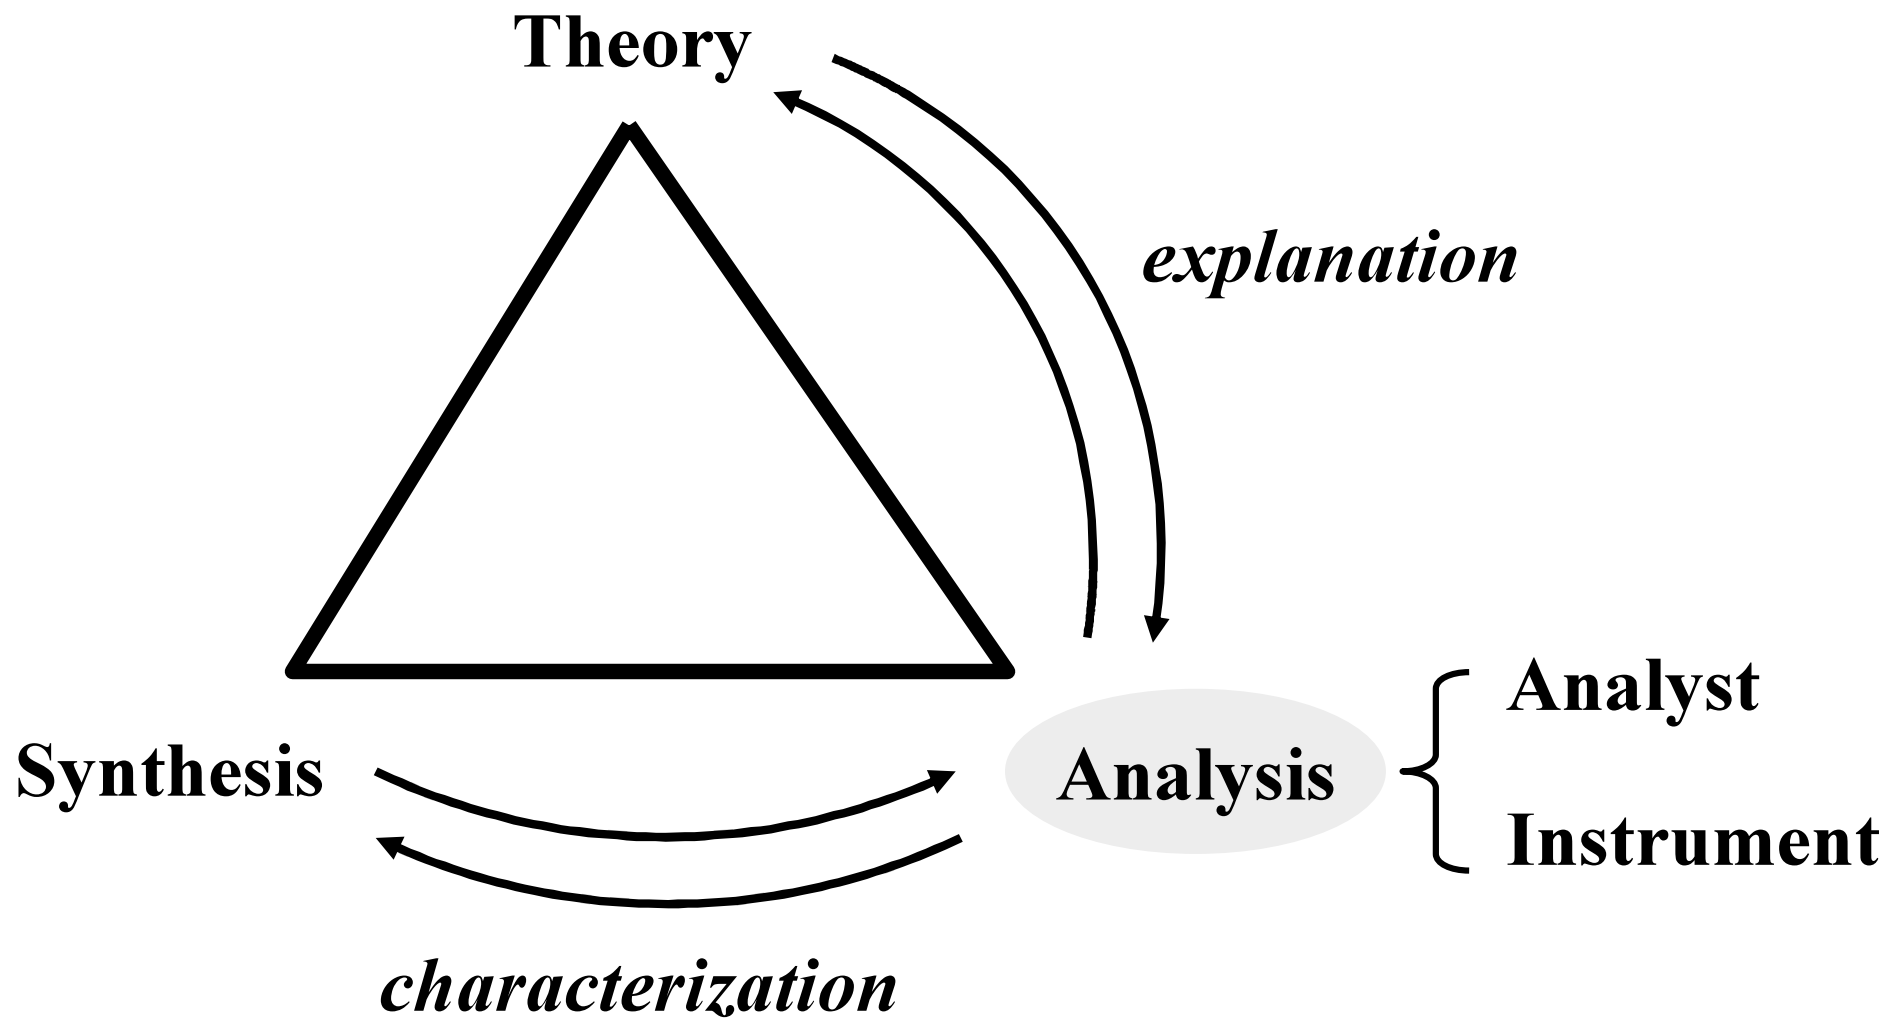 Theory
explanation
Analyst
Synthesis
Analysis
Instrument
characterization